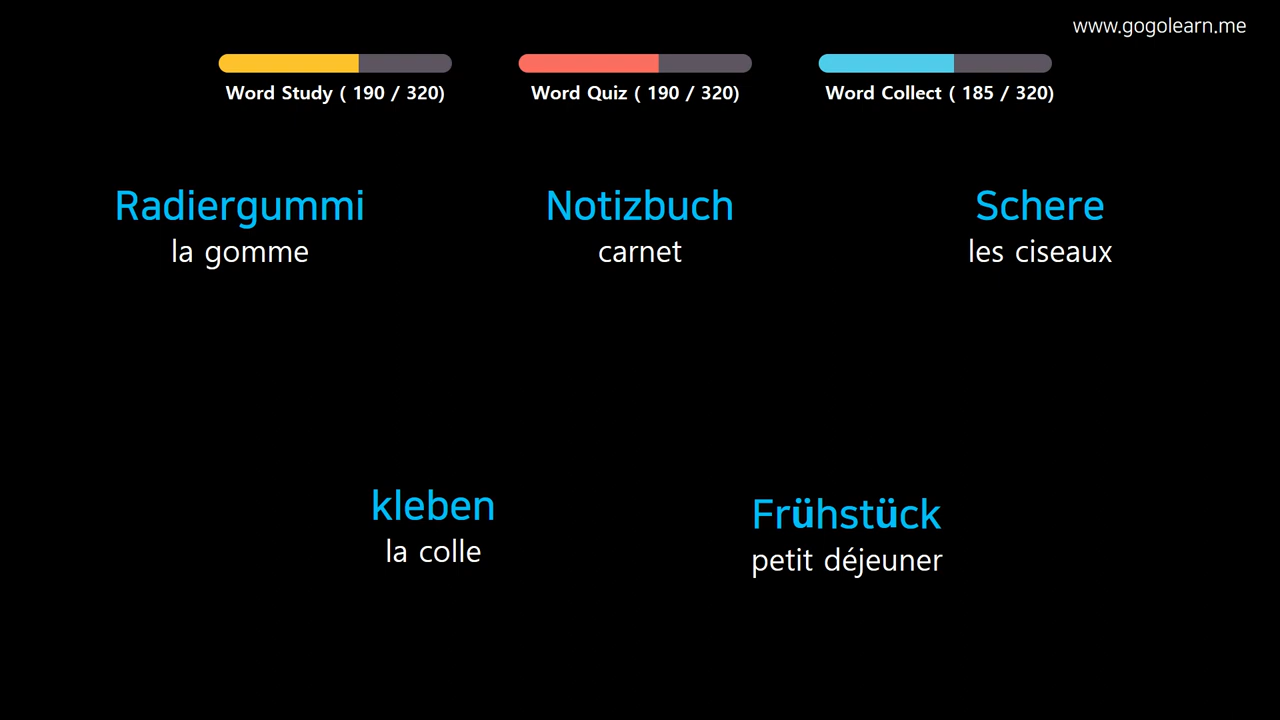 www.gogolearn.me
Word Study ( 190 / 320)
Word Quiz ( 190 / 320)
Word Collect ( 185 / 320)
Radiergummi
la gomme
Notizbuch
carnet
Schere
les ciseaux
kleben
la colle
Frühstück
petit déjeuner